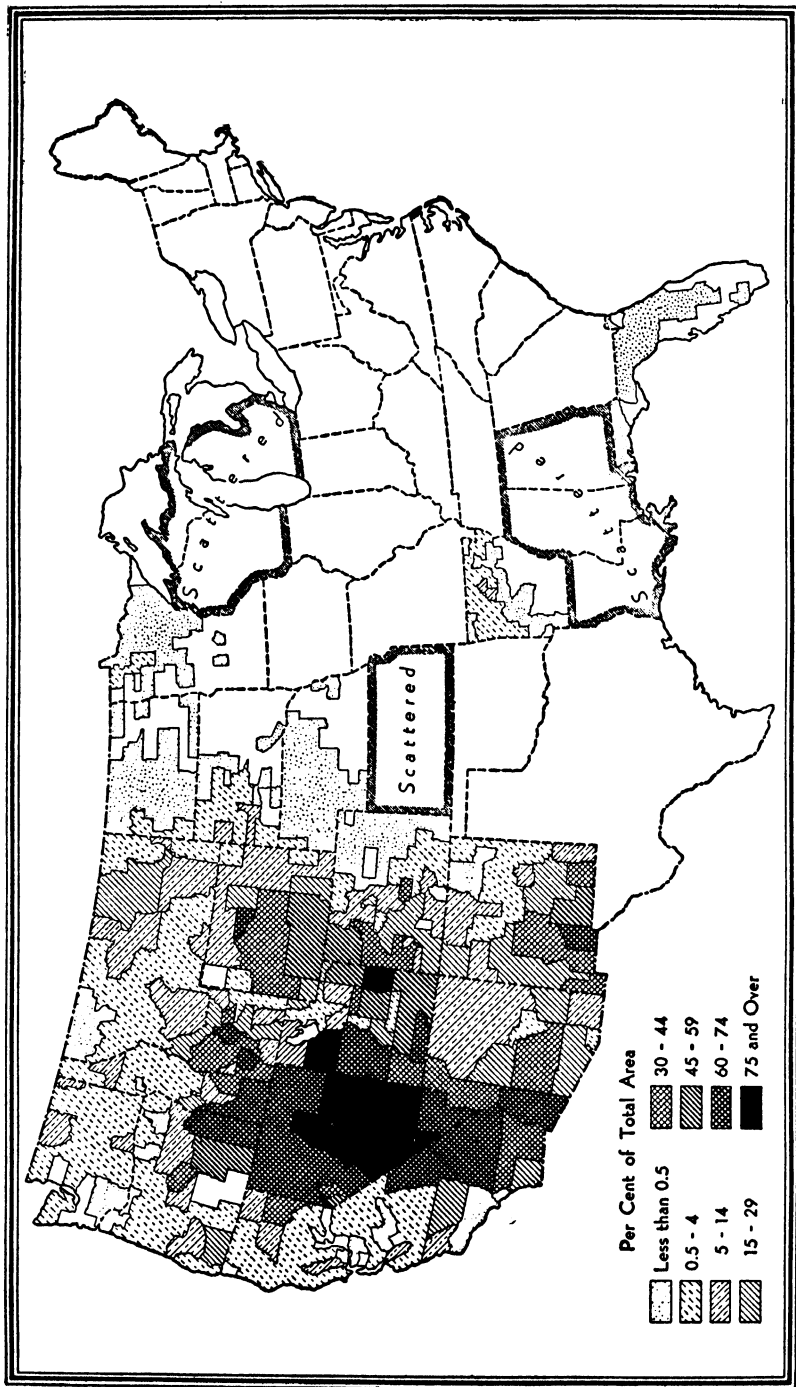 Scattered
Scattered
Scattered
Per Cent of Total Area
Less than 0.5
0.5 - 4
5 - 14
15 - 29
30 - 44
45 - 59
60 - 74
75 and Over